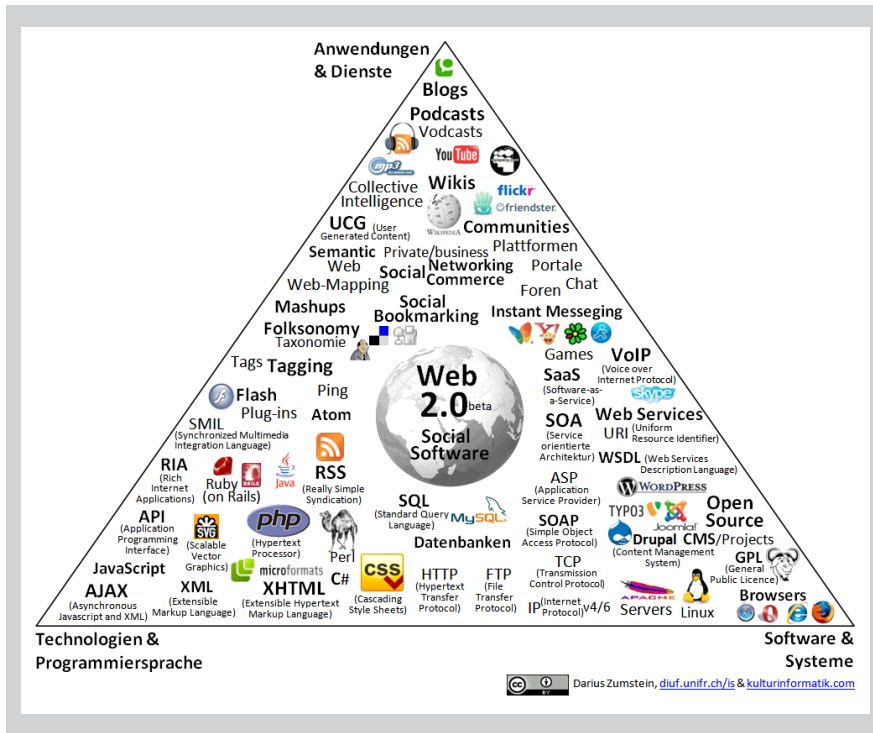 Anwendungen
& Dienste
Blogs
Podcasts
Vodcasts
YouTube
mp3
Collective
Intelligence
Wikis
flickr
friendster
WIKIPEDIA
UCG (User
Generated Content)
Communities
Semantic
Web
Private/business
Plattformen
Social Networking
Commerce
Portale
Web-Mapping
Foren
Chat
Mashups
Social
Bookmarking
Instant Messeging
Folksonomy
Taxonomie
Tags Tagging
Games
VoIP
(Voice over
Internet Protocol)
skype
SaaS
(Software-as-
a-Service)
Web
2.0beta
Social
Software
Flash
Plug-ins
Ping
Atom
SMIL
(Synchronized Multimedia
Integration Language)
SOA
(Service
orientierte
Architektur)
Web Services
URI (Uniform
Resource Identifier)
WSDL (Web Services
Description Language)
RIA
(Rich
Internet
Applications)
Ruby
(on Rails)
RAILS
Java
RSS
(Really Simple
Syndication)
ASP
(Application
Service Provider)
WORDPRESS
SQL
(Standard Query
Language)
MySQL
API
(Application
Programming
Interface)
SVG
(Scalable
Vector
Graphics)
php
(Hypertext
Processor)
Perl
Datenbanken
SOAP
(Simple Object
Access Protocol)
TYPO3
Joomla!
Open
Source
Drupal CMS/Projects
(Content Management
System)
JavaScript
microformats
C#
CSS
(Cascading
Style Sheets)
TCP
(Transmission
Control Protocol)
GPL
(General
Public Licence)
AJAX
(Asynchronous
Javascript and XML)
XML
(Extensible
Markup Language)
XHTML
(Extensible Hypertext
Markup Language)
HTTP
(Hypertext
Transfer
Protocol)
FTP
(File
Transfer
Protocol)
IP(Internet
Protocol)v4/6
APACHE
Servers
Linux
Browsers
Technologien &
Programmiersprache
Software &
Systeme
cc BY
Darius Zumstein, diuf.unifr.ch/is & kulturinformatik.com